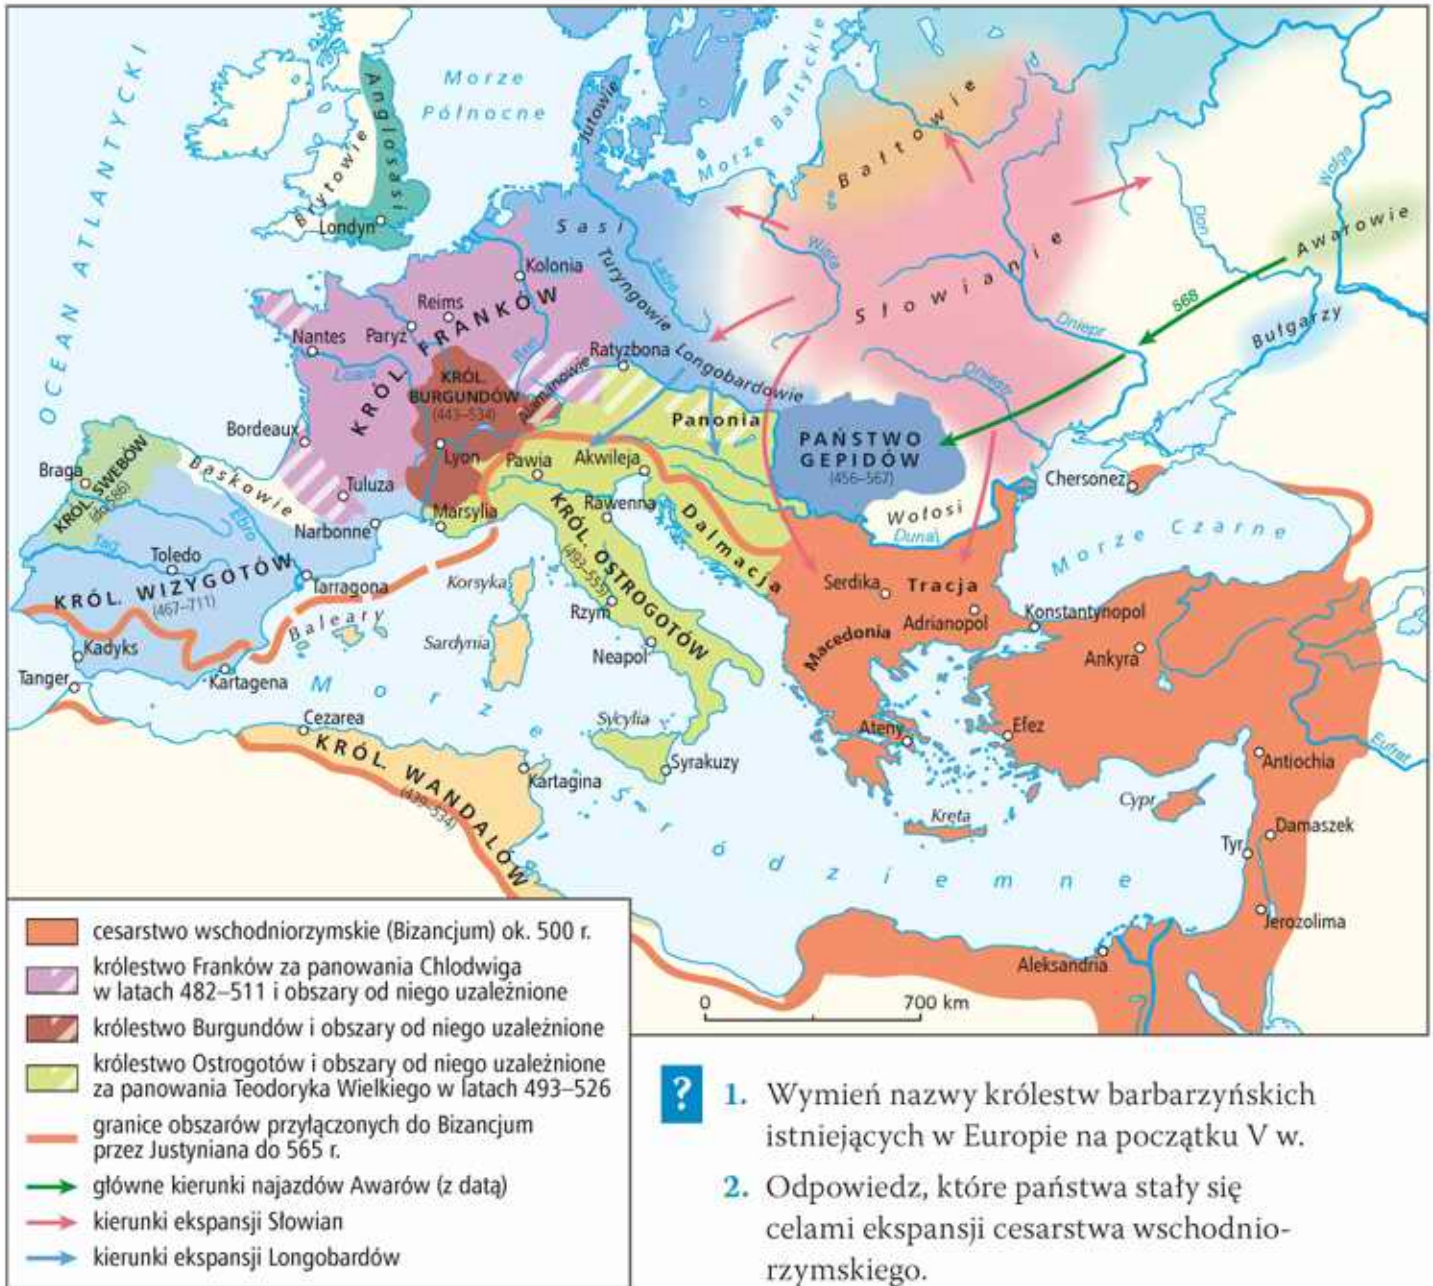 OCEAN ATLANTYCKI
Morze
Północne
Morze Bałtyckie
Anglosasi
Brytowie
Londyn
Jutowie
Bałtowie
Słowianie
Wisła
Don
Wołga
Awarowie
568
Bułgarzy
Dniepr
Dniestr
Sasi
Łaba
Turyngowie
Longobardowie
Kolonia
Reims
Paryż
KRÓL. FRANKÓW
Nantes
Loara
Ren
Ratyzbona
Alamanowie
KRÓL.
BURGUNDÓW
(443–534)
Panonia
PAŃSTWO
GEPIDÓW
(456–567)
Wołosi
Dunaj
Chersonez
Morze Czarne
Bordeaux
Lyon
Pawia
Akwileja
Rawenna
Dalmacja
Braga
KRÓL. SWEBÓW
Baskowie
Tuluza
Narbonne
Marsylia
Ebro
Tag
Toledo
KRÓL. WIZYGOTÓW
(467–711)
Tarragona
Baleary
Korsyka
Sardynia
KRÓL. OSTROGOTÓW
Rzym
Neapol
Serdika
Tracja
Adrianopol
Macedonia
Konstantynopol
Ankyra
Kadyks
Tanger
Kartagena
Morze Śródziemne
Sycylia
Syrakuzy
Ateny
Efez
Antiochia
Eufrat
Cezarea
KRÓL. WANDALÓW
(439–534)
Kartagina
Kreta
Cypr
Damaszek
Tyr
Jerozolima
Aleksandria
0 700 km
cesarstwo wschodniorzymskie (Bizancjum) ok. 500 r.
królestwo Franków za panowania Chlodwiga
w latach 482–511 i obszary od niego uzależnione
królestwo Burgundów i obszary od niego uzależnione
królestwo Ostrogotów i obszary od niego uzależnione
za panowania Teodoryka Wielkiego w latach 493–526
granice obszarów przyłączonych do Bizancjum
przez Justyniana do 565 r.
główne kierunki najazdów Awarów (z datą)
kierunki ekspansji Słowian
kierunki ekspansji Longobardów
? 1. Wymień nazwy królestw barbarzyńskich
istniejących w Europie na początku V w.
2. Odpowiedz, które państwa stały się
celami ekspansji cesarstwa wschodnio-
rzymskiego.